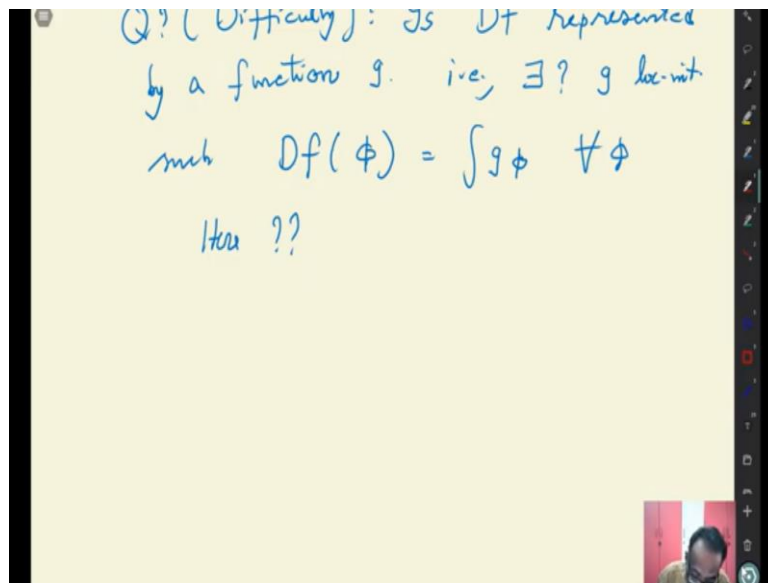 Q?(Difficulty): Is Df represented
by a function g. i.e., ∃? g loc-int.
such Df(ϕ) = ∫gϕ ∀ϕ
Here ??